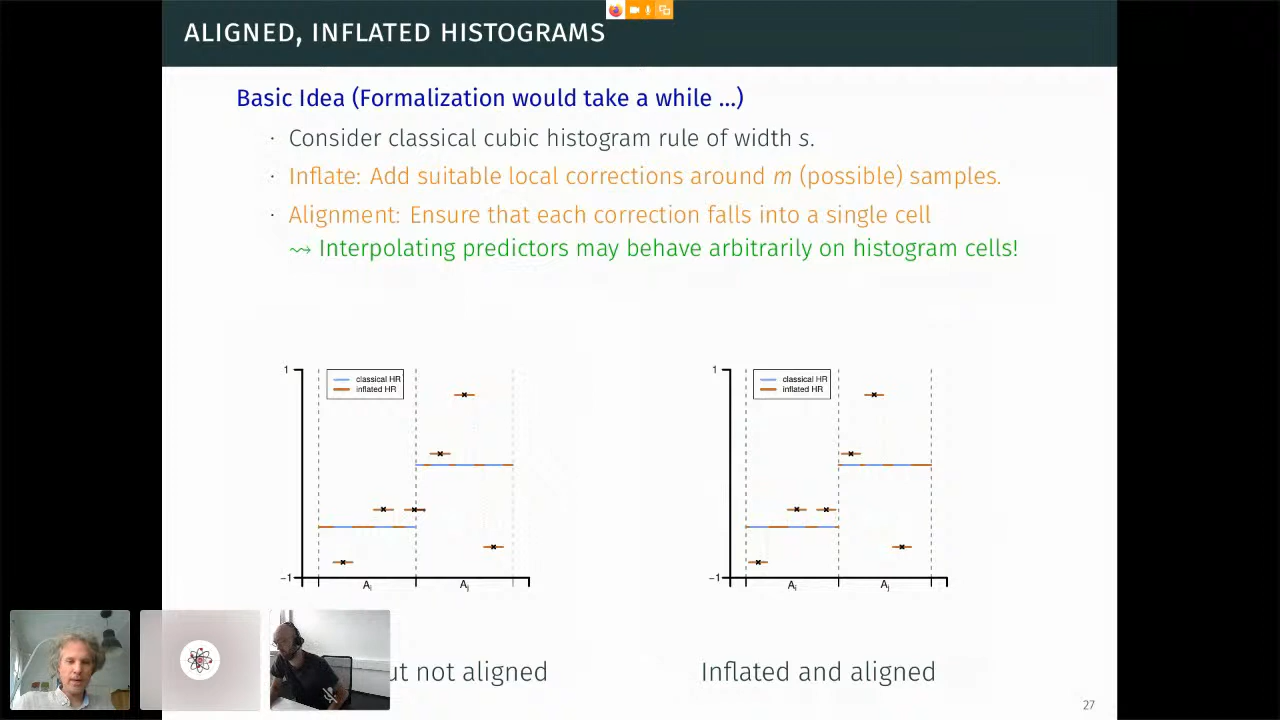 ALIGNED, INFLATED HISTOGRAMS
Basic Idea (Formalization would take a while ...)
· Consider classical cubic histogram rule of width s.
· Inflate: Add suitable local corrections around m (possible) samples.
· Alignment: Ensure that each correction falls into a single cell
⇝ Interpolating predictors may behave arbitrarily on histogram cells!
1
classical HR
inflated HR
−1
Ai
Aj
1
classical HR
inflated HR
−1
Ai
Aj
not aligned
Inflated and aligned
27